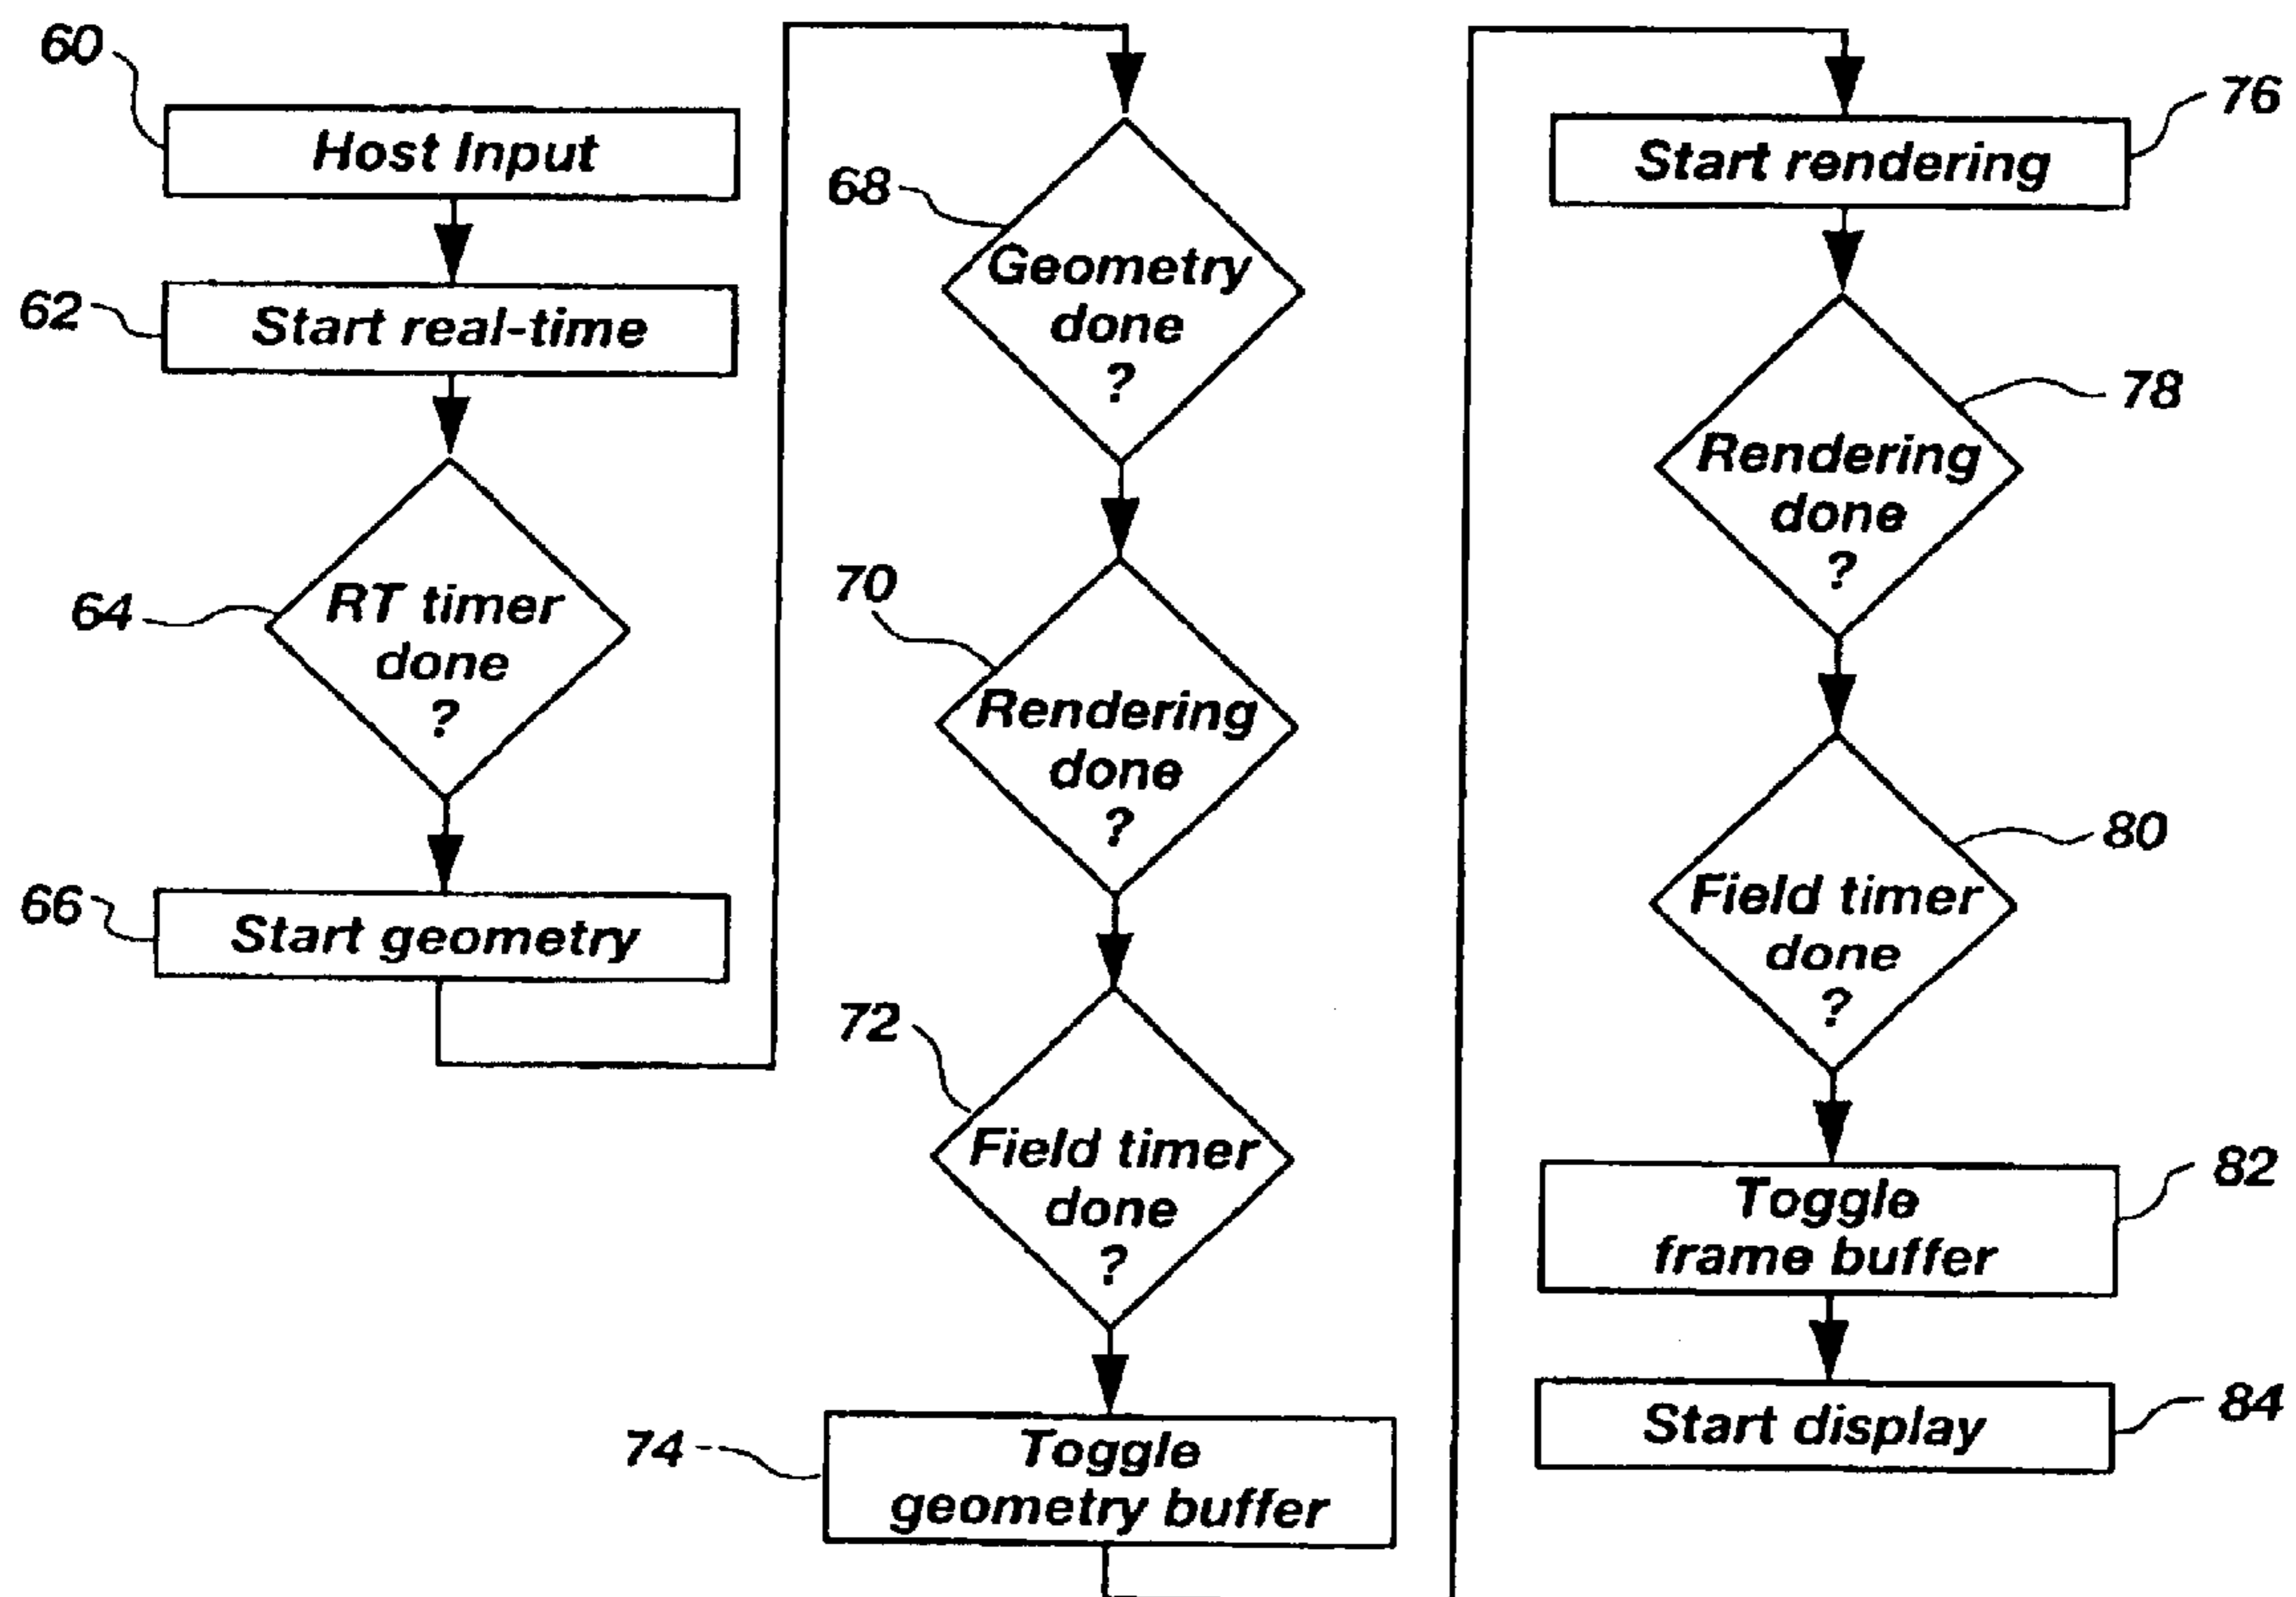 60
Host Input
62
Start real-time
64
RT timer
done
?
66
Start geometry
68
Geometry
done
?
70
Rendering
done
?
72
Field timer
done
?
74
Toggle
geometry buffer
76
Start rendering
78
Rendering
done
?
80
Field timer
done
?
82
Toggle
frame buffer
84
Start display